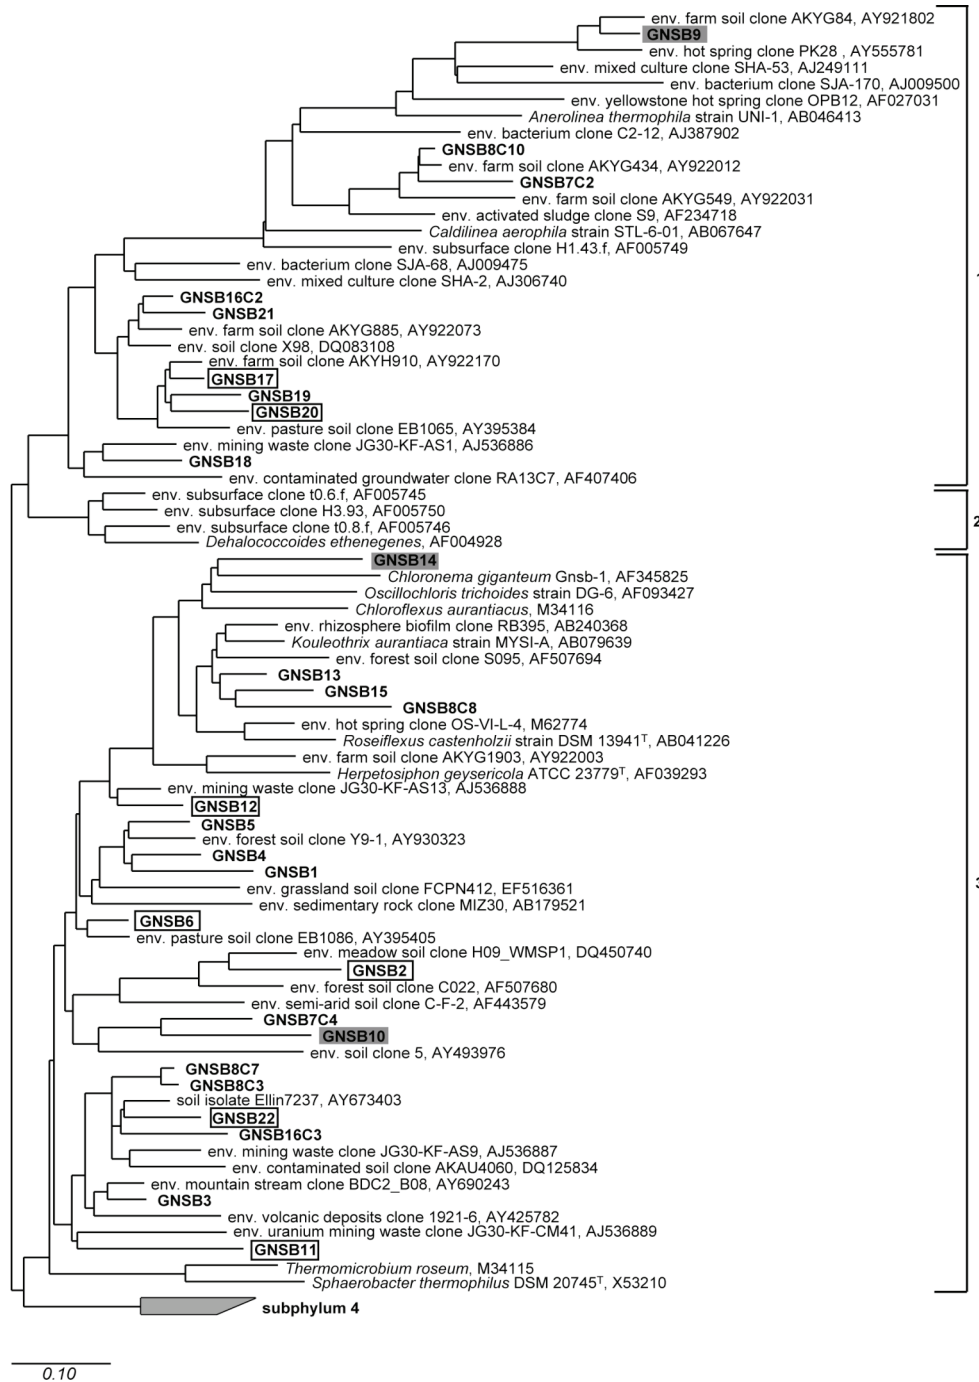 env. farm soil clone AKYG84, AY921802
GNSB9
env. hot spring clone PK28 , AY555781
env. mixed culture clone SHA-53, AJ249111
env. bacterium clone SJA-170, AJ009500
env. yellowstone hot spring clone OPB12, AF027031
Anerolinea thermophila strain UNI-1, AB046413
env. bacterium clone C2-12, AJ387902
GNSB8C10
env. farm soil clone AKYG434, AY922012
GNSB7C2
env. farm soil clone AKYG549, AY922031
env. activated sludge clone S9, AF234718
Caldilinea aerophila strain STL-6-01, AB067647
env. subsurface clone H1.43.f, AF005749
env. bacterium clone SJA-68, AJ009475
env. mixed culture clone SHA-2, AJ306740
GNSB16C2
GNSB21
env. farm soil clone AKYG885, AY922073
env. soil clone X98, DQ083108
env. farm soil clone AKYH910, AY922170
GNSB17
GNSB19
GNSB20
env. pasture soil clone EB1065, AY395384
env. mining waste clone JG30-KF-AS1, AJ536886
GNSB18
env. contaminated groundwater clone RA13C7, AF407406
env. subsurface clone t0.6.f, AF005745
env. subsurface clone H3.93, AF005750
2
env. subsurface clone t0.8.f, AF005746
Dehalococcoides ethenegenes, AF004928
GNSB14
Chloronema giganteum Gnsb-1, AF345825
Oscillochloris trichoides strain DG-6, AF093427
Chloroflexus aurantiacus, M34116
env. rhizosphere biofilm clone RB395, AB240368
Kouleothrix aurantiaca strain MYSI-A, AB079639
env. forest soil clone S095, AF507694
GNSB13
GNSB15
GNSB8C8
env. hot spring clone OS-VI-L-4, M62774
Roseiflexus castenholzii strain DSM 13941ᵀ, AB041226
env. farm soil clone AKYG1903, AY922003
Herpetosiphon geysericola ATCC 23779ᵀ, AF039293
env. mining waste clone JG30-KF-AS13, AJ536888
GNSB12
GNSB5
env. forest soil clone Y9-1, AY930323
GNSB4
GNSB1
3
env. grassland soil clone FCPN412, EF516361
env. sedimentary rock clone MIZ30, AB179521
GNSB6
env. pasture soil clone EB1086, AY395405
env. meadow soil clone H09_WMSP1, DQ450740
GNSB2
env. forest soil clone C022, AF507680
env. semi-arid soil clone C-F-2, AF443579
GNSB7C4
GNSB10
env. soil clone 5, AY493976
GNSB8C7
GNSB8C3
soil isolate Ellin7237, AY673403
GNSB22
GNSB16C3
env. mining waste clone JG30-KF-AS9, AJ536887
env. contaminated soil clone AKAU4060, DQ125834
env. mountain stream clone BDC2_B08, AY690243
GNSB3
env. volcanic deposits clone 1921-6, AY425782
env. uranium mining waste clone JG30-KF-CM41, AJ536889
GNSB11
Thermomicrobium roseum, M34115
Sphaerobacter thermophilus DSM 20745ᵀ, X53210
subphylum 4
0.10